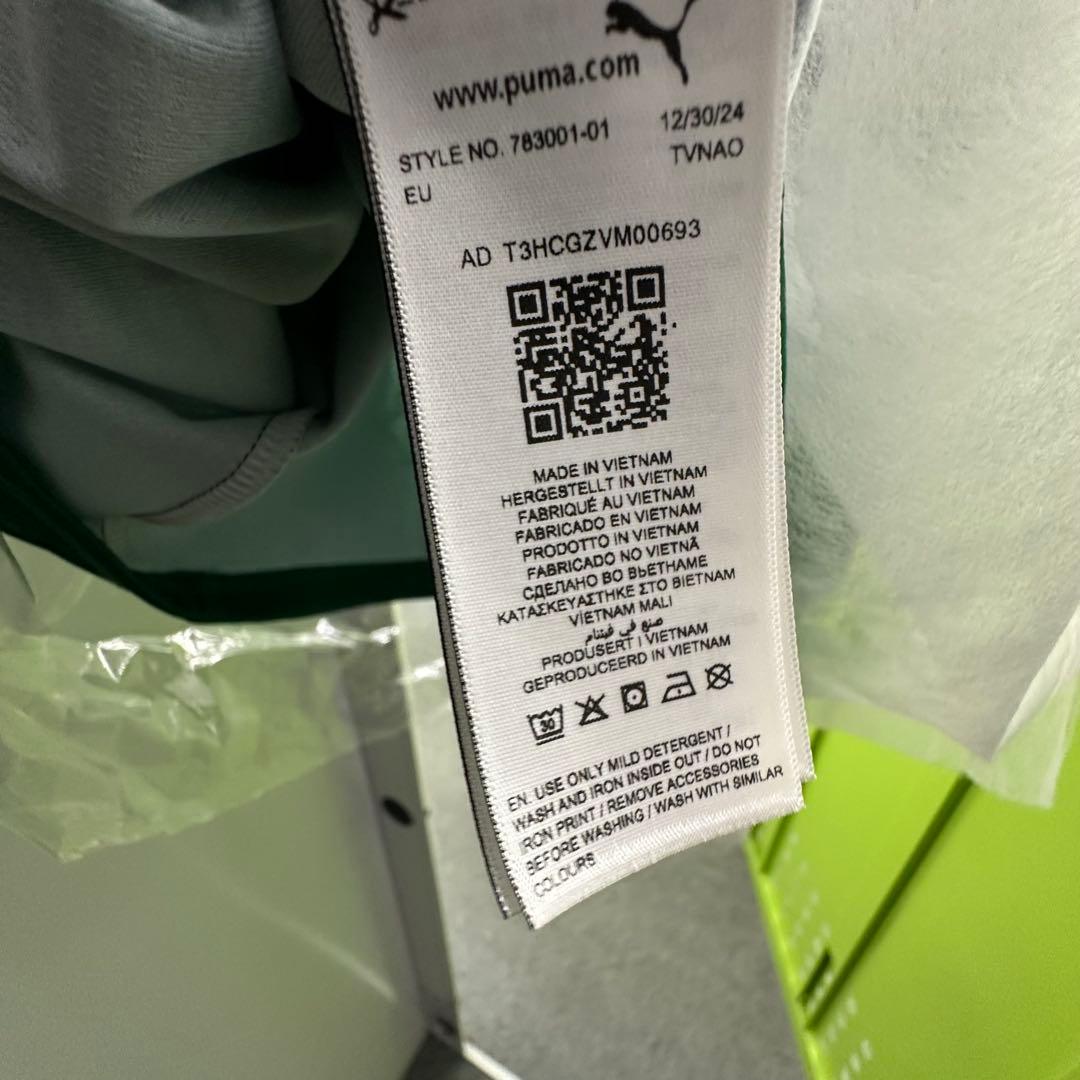 www.puma.com
STYLE NO. 783001-01 12/30/24
EU TVNAO
AD T3HCGZVM00693
MADE IN VIETNAM
HERGESTELLT IN VIETNAM
FABRIQUÉ AU VIETNAM
FABRICADO EN VIETNAM
PRODOTTO IN VIETNAM
FABRICADO NO VIETNÃ
СДЕЛАНО ВО ВЬЕТНАМЕ
ΚΑΤΑΣΚΕΥΑΣΤΗΚΕ ΣΤΟ ΒΙΕΤΝΑΜ
VİETNAM MALI
صنع في فيتنام
PRODUSERT I VIETNAM
GEPRODUCEERD IN VIETNAM
30
EN. USE ONLY MILD DETERGENT /
WASH AND IRON INSIDE OUT / DO NOT
IRON PRINT / REMOVE ACCESSORIES
BEFORE WASHING / WASH WITH SIMILAR
COLOURS